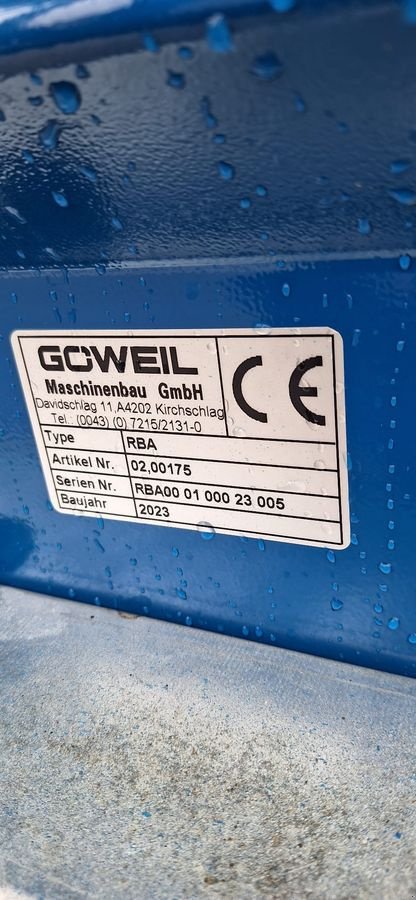 GÖWEIL
Maschinenbau GmbH
Davidschlag 11,A4202 Kirchschlag
Tel.: (0043) (0) 7215/2131-0
CE
Type RBA
Artikel Nr. 02,00175
Serien Nr. RBA00 01 000 23 005
Baujahr 2023